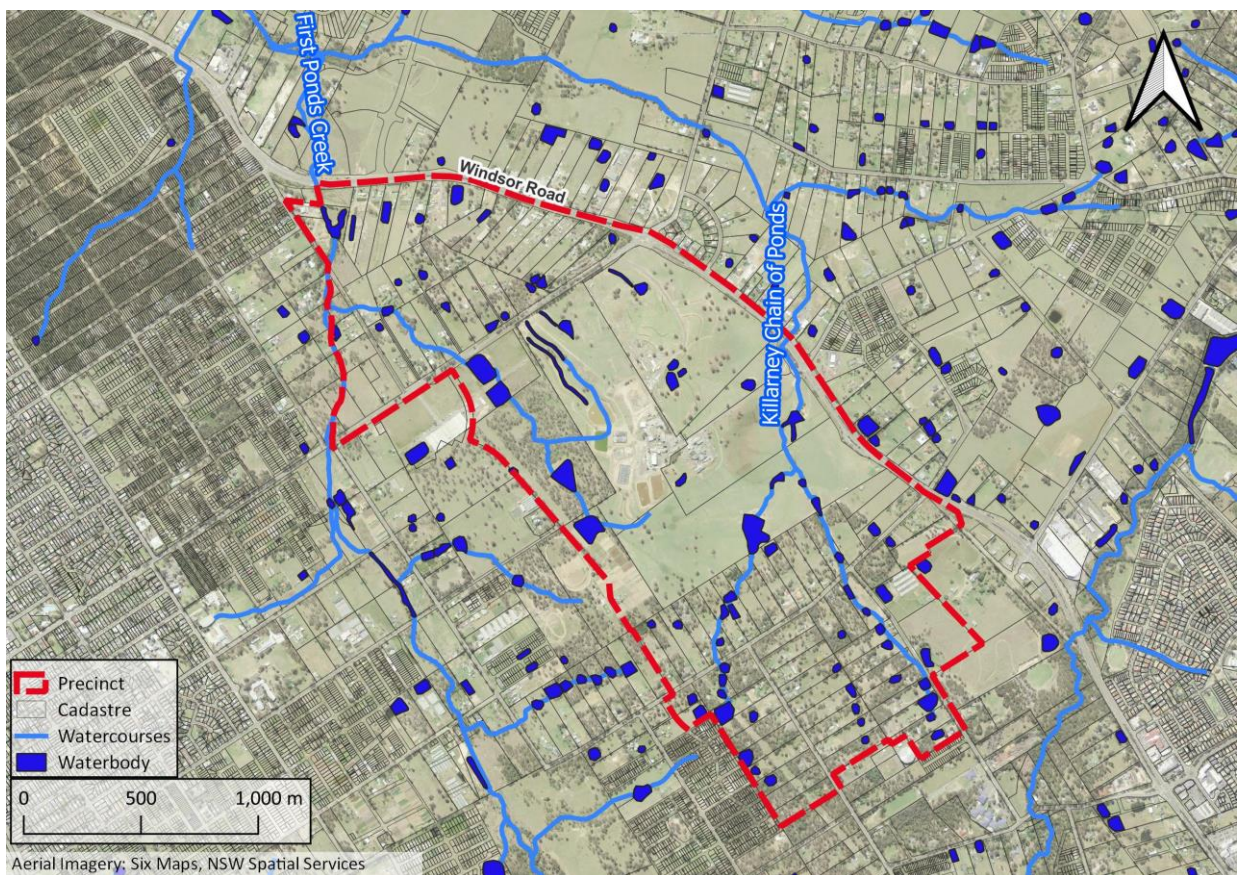 First Ponds Creek
Windsor Road
Killarney Chain of Ponds
Precinct
Cadastre
Watercourses
Waterbody
0 500 1,000 m
Aerial Imagery: Six Maps, NSW Spatial Services